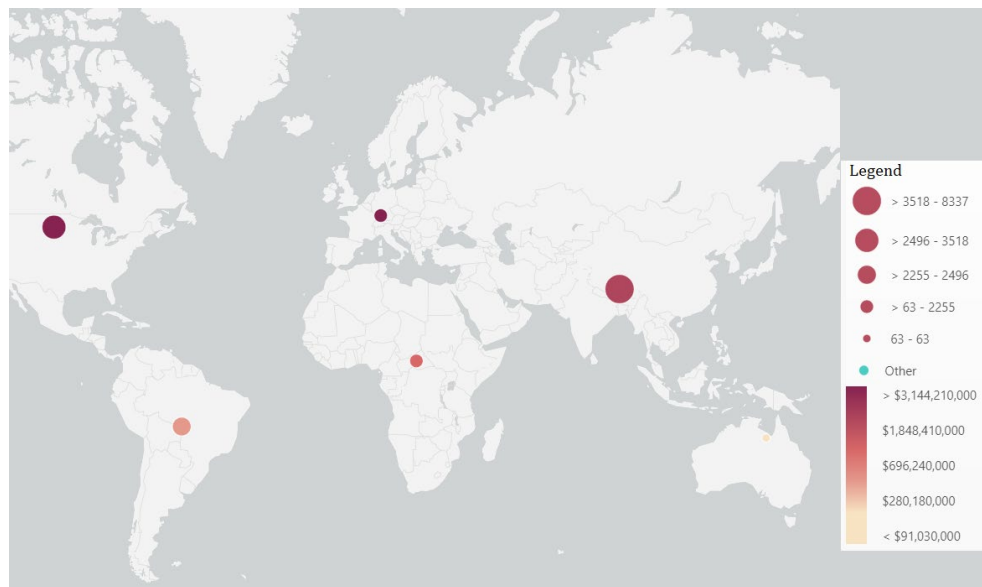 Legend
> 3518 - 8337
> 2496 - 3518
> 2255 - 2496
> 63 - 2255
63 - 63
Other
> $3,144,210,000
$1,848,410,000
$696,240,000
$280,180,000
< $91,030,000